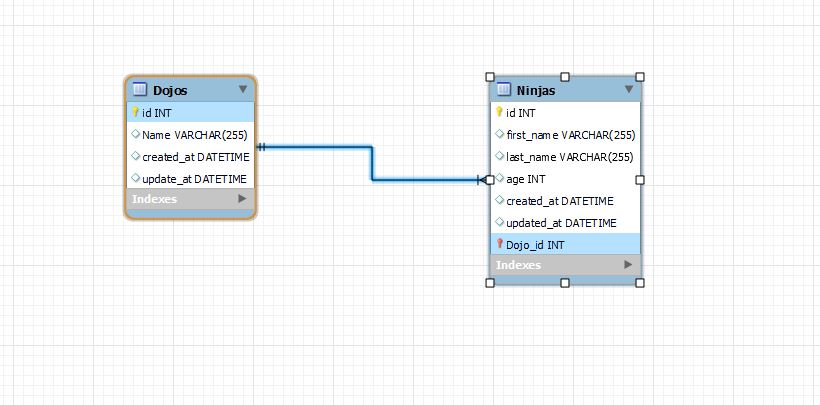 Dojos
id INT
Name VARCHAR(255)
created_at DATETIME
update_at DATETIME
Indexes
Ninjas
id INT
first_name VARCHAR(255)
last_name VARCHAR(255)
age INT
created_at DATETIME
updated_at DATETIME
Dojo_id INT
Indexes